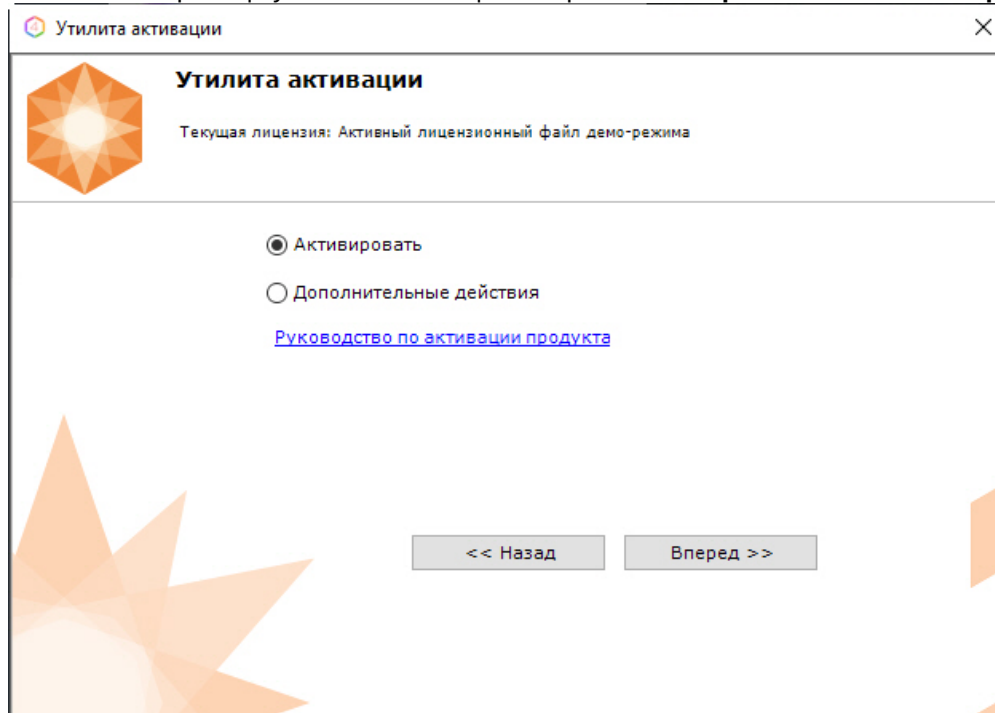 Утилита активации
Утилита активации
Текущая лицензия: Активный лицензионный файл демо-режима
Активировать
Дополнительные действия
Руководство по активации продукта
<< Назад
Вперед >>